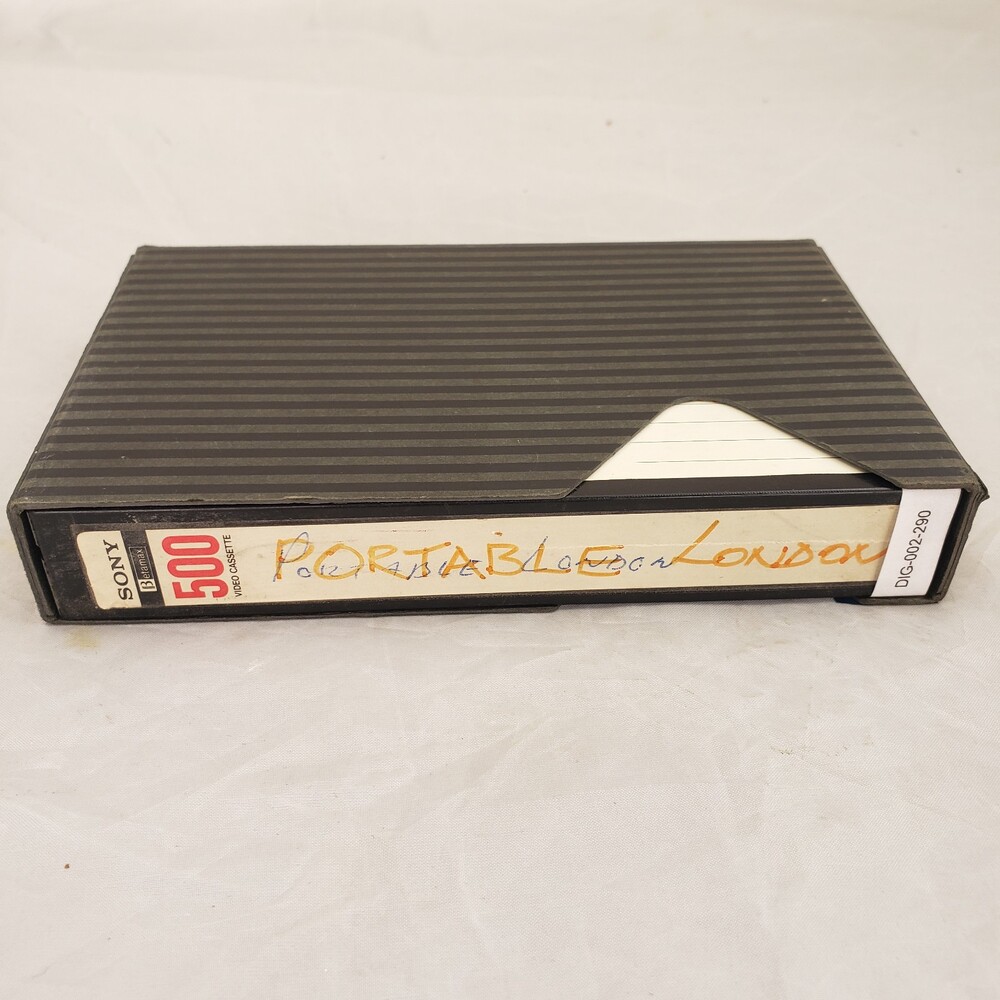 SONY
Betamax
500
VIDEO CASSETTE
PORTABLE LONDON
PORTABLE LONDON
DIG-002-290